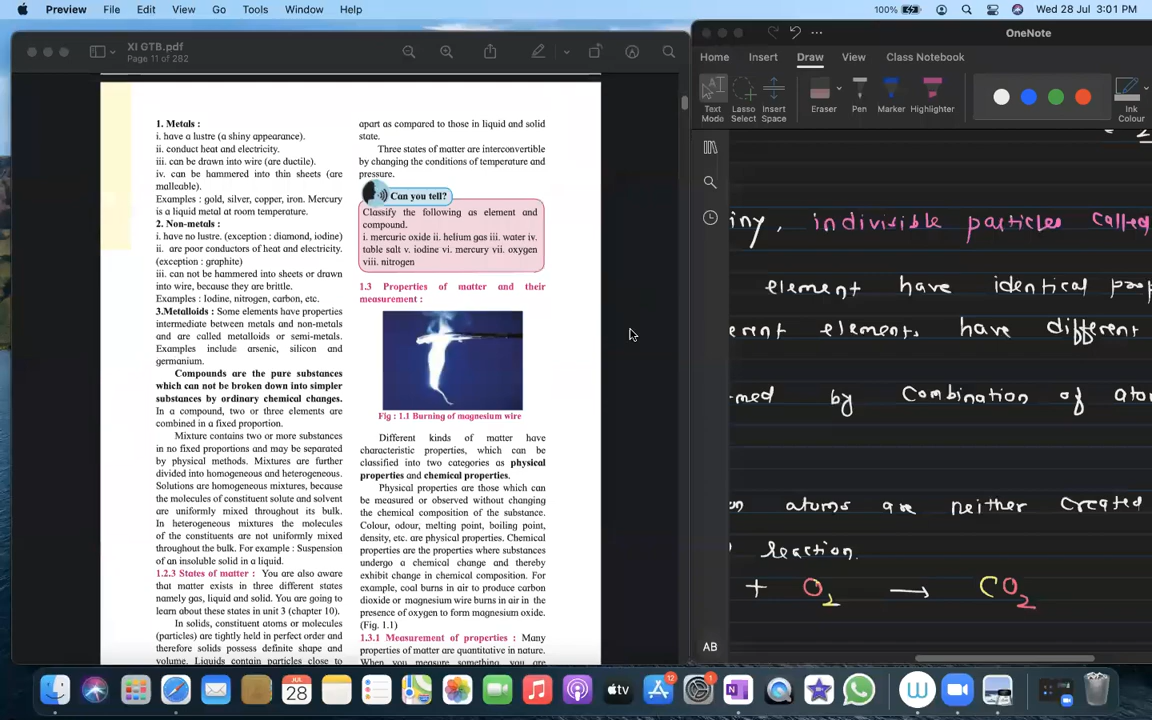 Preview File Edit View Go Tools Window Help
100% Wed 28 Jul 3:01 PM
XI GTB.pdf
Page 11 of 282
1. Metals :
i. have a lustre (a shiny appearance).
ii. conduct heat and electricity.
iii. can be drawn into wire (are ductile).
iv. can be hammered into thin sheets (are
malleable).
Examples : gold, silver, copper, iron. Mercury
is a liquid metal at room temperature.
2. Non-metals :
i. have no lustre. (exception : diamond, iodine)
ii. are poor conductors of heat and electricity.
(exception : graphite)
iii. can not be hammered into sheets or drawn
into wire, because they are brittle.
Examples : Iodine, nitrogen, carbon, etc.
3.Metalloids : Some elements have properties
intermediate between metals and non-metals
and are called metalloids or semi-metals.
Examples include arsenic, silicon and
germanium.
Compounds are the pure substances
which can not be broken down into simpler
substances by ordinary chemical changes.
In a compound, two or three elements are
combined in a fixed proportion.
Mixture contains two or more substances
in no fixed proportions and may be separated
by physical methods. Mixtures are further
divided into homogeneous and heterogeneous.
Solutions are homogeneous mixtures, because
the molecules of constituent solute and solvent
are uniformly mixed throughout its bulk.
In heterogeneous mixtures the molecules
of the constituents are not uniformly mixed
throughout the bulk. For example : Suspension
of an insoluble solid in a liquid.
1.2.3 States of matter : You are also aware
that matter exists in three different states
namely gas, liquid and solid. You are going to
learn about these states in unit 3 (chapter 10).
In solids, constituent atoms or molecules
(particles) are tightly held in perfect order and
therefore solids possess definite shape and
volume. Liquids contain particles close to
apart as compared to those in liquid and solid
state.
Three states of matter are interconvertible
by changing the conditions of temperature and
pressure.
Can you tell?
Classify the following as element and
compound.
i. mercuric oxide ii. helium gas iii. water iv.
table salt v. iodine vi. mercury vii. oxygen
viii. nitrogen
1.3 Properties of matter and their
measurement :
Fig : 1.1 Burning of magnesium wire
Different kinds of matter have
characteristic properties, which can be
classified into two categories as physical
properties and chemical properties.
Physical properties are those which can
be measured or observed without changing
the chemical composition of the substance.
Colour, odour, melting point, boiling point,
density, etc. are physical properties. Chemical
properties are the properties where substances
undergo a chemical change and thereby
exhibit change in chemical composition. For
example, coal burns in air to produce carbon
dioxide or magnesium wire burns in air in the
presence of oxygen to form magnesium oxide.
(Fig. 1.1)
1.3.1 Measurement of properties : Many
properties of matter are quantitative in nature.
When you measure something, you are
OneNote
Home Insert Draw View Class Notebook
Text Mode
Lasso Select
Insert Space
Eraser
Pen
Marker
Highlighter
Ink Colour
iny, indivisible particles called
element have identical prop
erent elements have different
med by Combination of ato
on atoms are neither created
reaction.
+ O2 → CO2
AB
JUL
28
tv
12
1